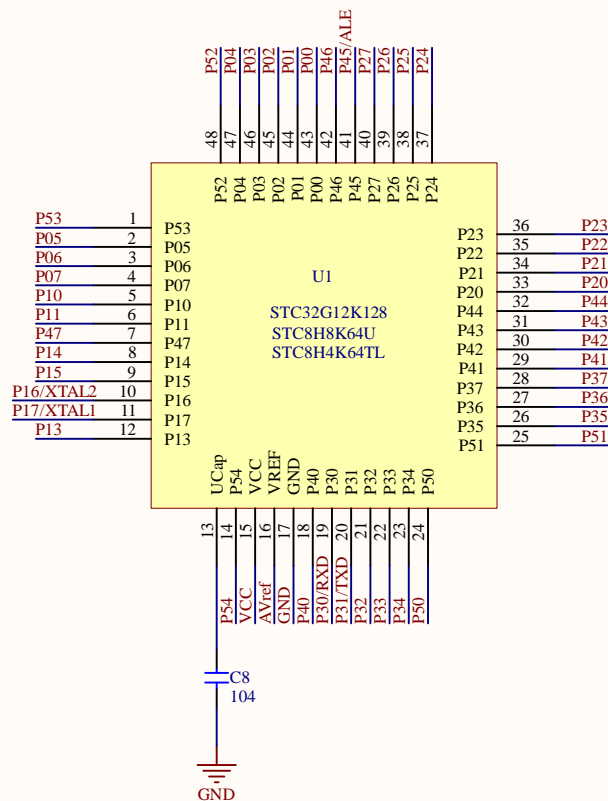 P52 P04 P03 P02 P01 P00 P46 P45/ALE P27 P26 P25 P24
48 47 46 45 44 43 42 41 40 39 38 37
P52 P04 P03 P02 P01 P00 P46 P45 P27 P26 P25 P24
P53 1 P53
P05 2 P05
P06 3 P06
P07 4 P07
P10 5 P10
P11 6 P11
P47 7 P47
P14 8 P14
P15 9 P15
P16/XTAL2 10 P16
P17/XTAL1 11 P17
P13 12 P13
U1
STC32G12K128
STC8H8K64U
STC8H4K64TL
P23 36 P23
P22 35 P22
P21 34 P21
P20 33 P20
P44 32 P44
P43 31 P43
P42 30 P42
P41 29 P41
P37 28 P37
P36 27 P36
P35 26 P35
P51 25 P51
UCap P54 VCC VREF GND P40 P30 P31 P32 P33 P34 P50
13 14 15 16 17 18 19 20 21 22 23 24
P54 VCC AVref GND P40 P30/RXD P31/TXD P32 P33 P34 P50
C8
104
GND